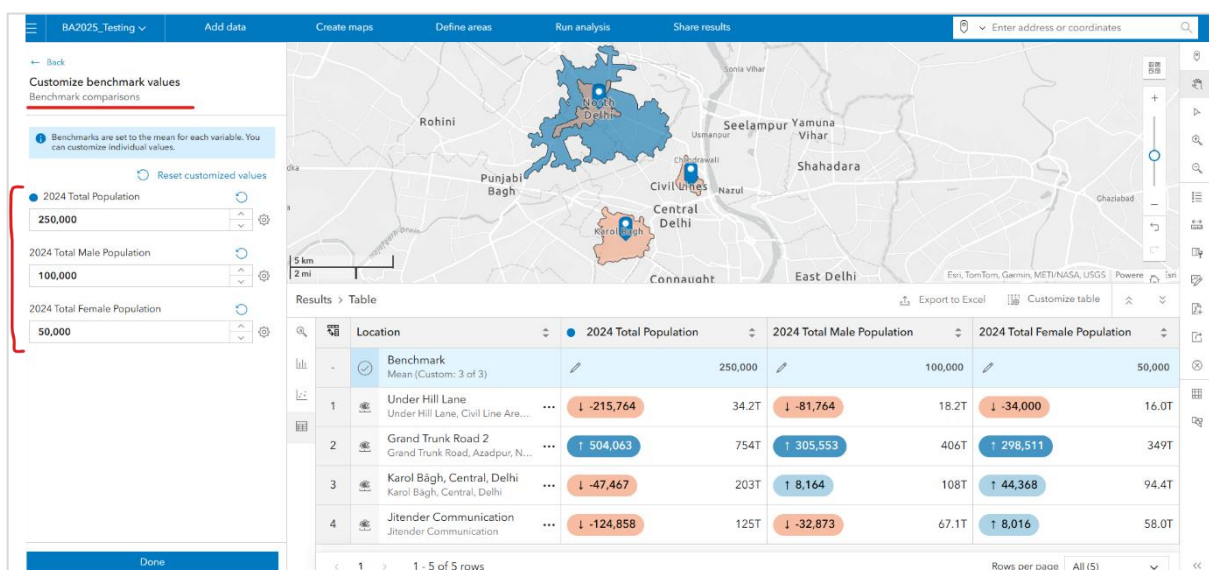 BA2025_Testing
Add data
Create maps
Define areas
Run analysis
Share results
Enter address or coordinates
← Back
Customize benchmark values
Benchmark comparisons
Benchmarks are set to the mean for each variable. You
can customize individual values.
Reset customized values
2024 Total Population
250,000
2024 Total Male Population
100,000
2024 Total Female Population
50,000
Done
Sonia Vihar
North
Delhi
Rohini
Usmanpur
Seelampur
Yamuna
Vihar
Chandrawali
Shahadara
Punjabi
Bagh
Civil Lines
Nazul
Central
Delhi
Ghaziabad
Karol Bagh
5 km
2 mi
Connaught
East Delhi
Esri, TomTom, Garmin, METI/NASA, USGS
Results > Table
Export to Excel
Customize table
Location
2024 Total Population
2024 Total Male Population
2024 Total Female Population
-
Benchmark
Mean (Custom: 3 of 3)
250,000
100,000
50,000
1
Under Hill Lane
Under Hill Lane, Civil Line Are...
↓ -215,764
34.2T
↓ -81,764
18.2T
↓ -34,000
16.0T
2
Grand Trunk Road 2
Grand Trunk Road, Azadpur, N...
↑ 504,063
754T
↑ 305,553
406T
↑ 298,511
349T
3
Karol Bāgh, Central, Delhi
Karol Bāgh, Central, Delhi
↓ -47,467
203T
↑ 8,164
108T
↑ 44,368
94.4T
4
Jitender Communication
Jitender Communication
↓ -124,858
125T
↓ -32,873
67.1T
↑ 8,016
58.0T
< 1 > 1 - 5 of 5 rows
Rows per page
All (5)